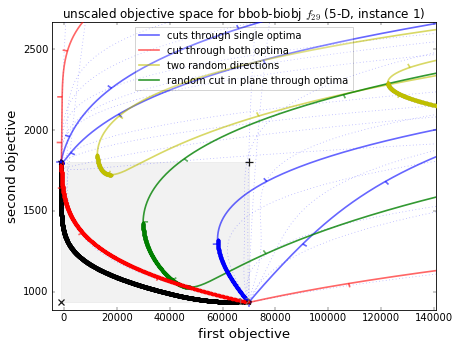 unscaled objective space for bbob-biobj f29 (5-D, instance 1)
cuts through single optima
cut through both optima
two random directions
random cut in plane through optima
2500
2000
1500
1000
second objective
0 20000 40000 60000 80000 100000 120000 140000
first objective